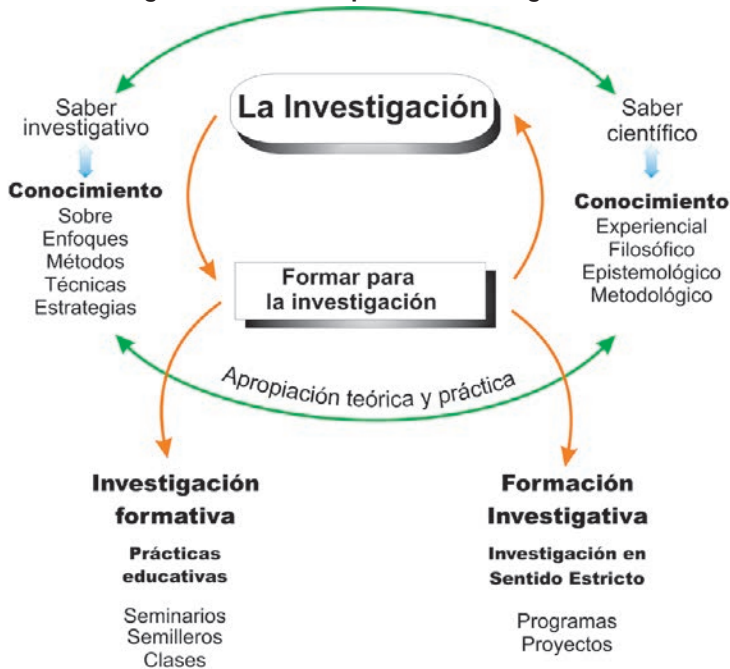 La Investigación
Saber
investigativo
Conocimiento
Sobre
Enfoques
Métodos
Técnicas
Estrategias
Saber
científico
Conocimiento
Experiencial
Filosófico
Epistemológico
Metodológico
Formar para
la investigación
Apropiación teórica y práctica
Investigación
formativa
Prácticas
educativas
Seminarios
Semilleros
Clases
Formación
Investigativa
Investigación en
Sentido Estricto
Programas
Proyectos